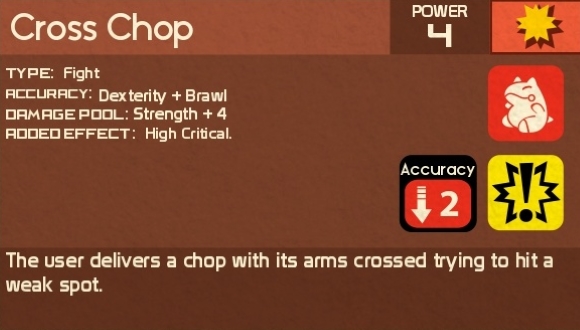 Cross Chop
POWER
4
TYPE: Fight
ACCURACY: Dexterity + Brawl
DAMAGE POOL: Strength + 4
ADDED EFFECT: High Critical.
Accuracy
2
!
The user delivers a chop with its arms crossed trying to hit a
weak spot.